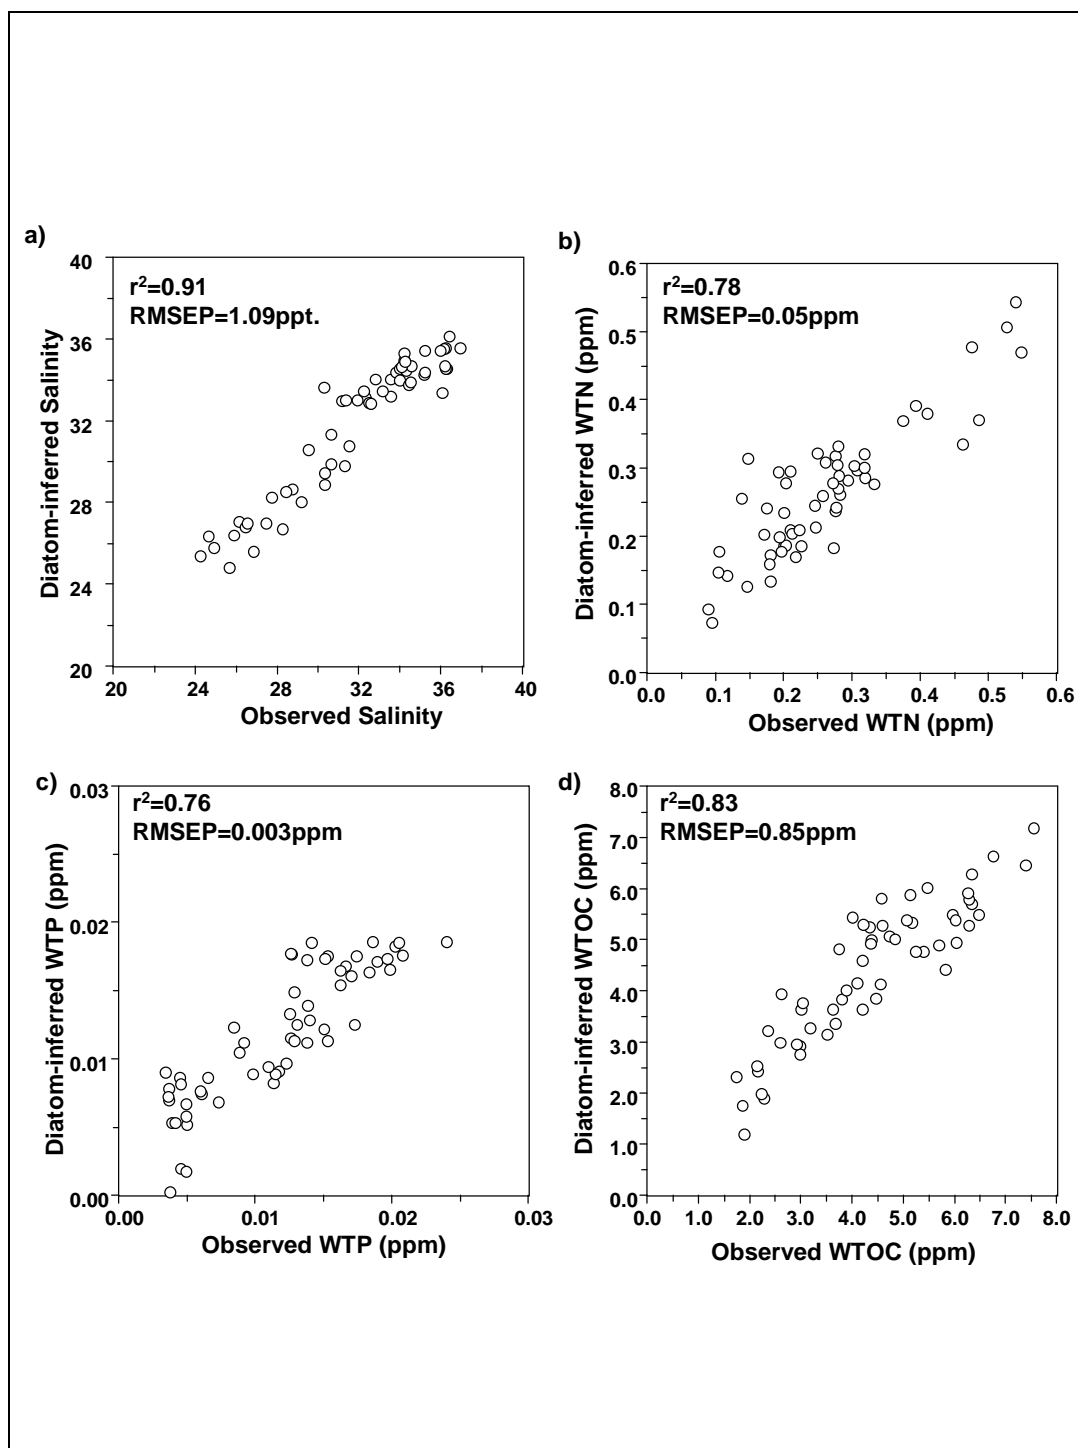 a)
r²=0.91
RMSEP=1.09ppt.
Diatom-inferred Salinity
40
36
32
28
24
20
20 24 28 32 36 40
Observed Salinity
b)
r²=0.78
RMSEP=0.05ppm
Diatom-inferred WTN (ppm)
0.6
0.5
0.4
0.3
0.2
0.1
0.0
0.0 0.1 0.2 0.3 0.4 0.5 0.6
Observed WTN (ppm)
c)
r²=0.76
RMSEP=0.003ppm
Diatom-inferred WTP (ppm)
0.03
0.02
0.01
0.00
0.00 0.01 0.02 0.03
Observed WTP (ppm)
d)
r²=0.83
RMSEP=0.85ppm
Diatom-inferred WTOC (ppm)
8.0
7.0
6.0
5.0
4.0
3.0
2.0
1.0
0.0
0.0 1.0 2.0 3.0 4.0 5.0 6.0 7.0 8.0
Observed WTOC (ppm)